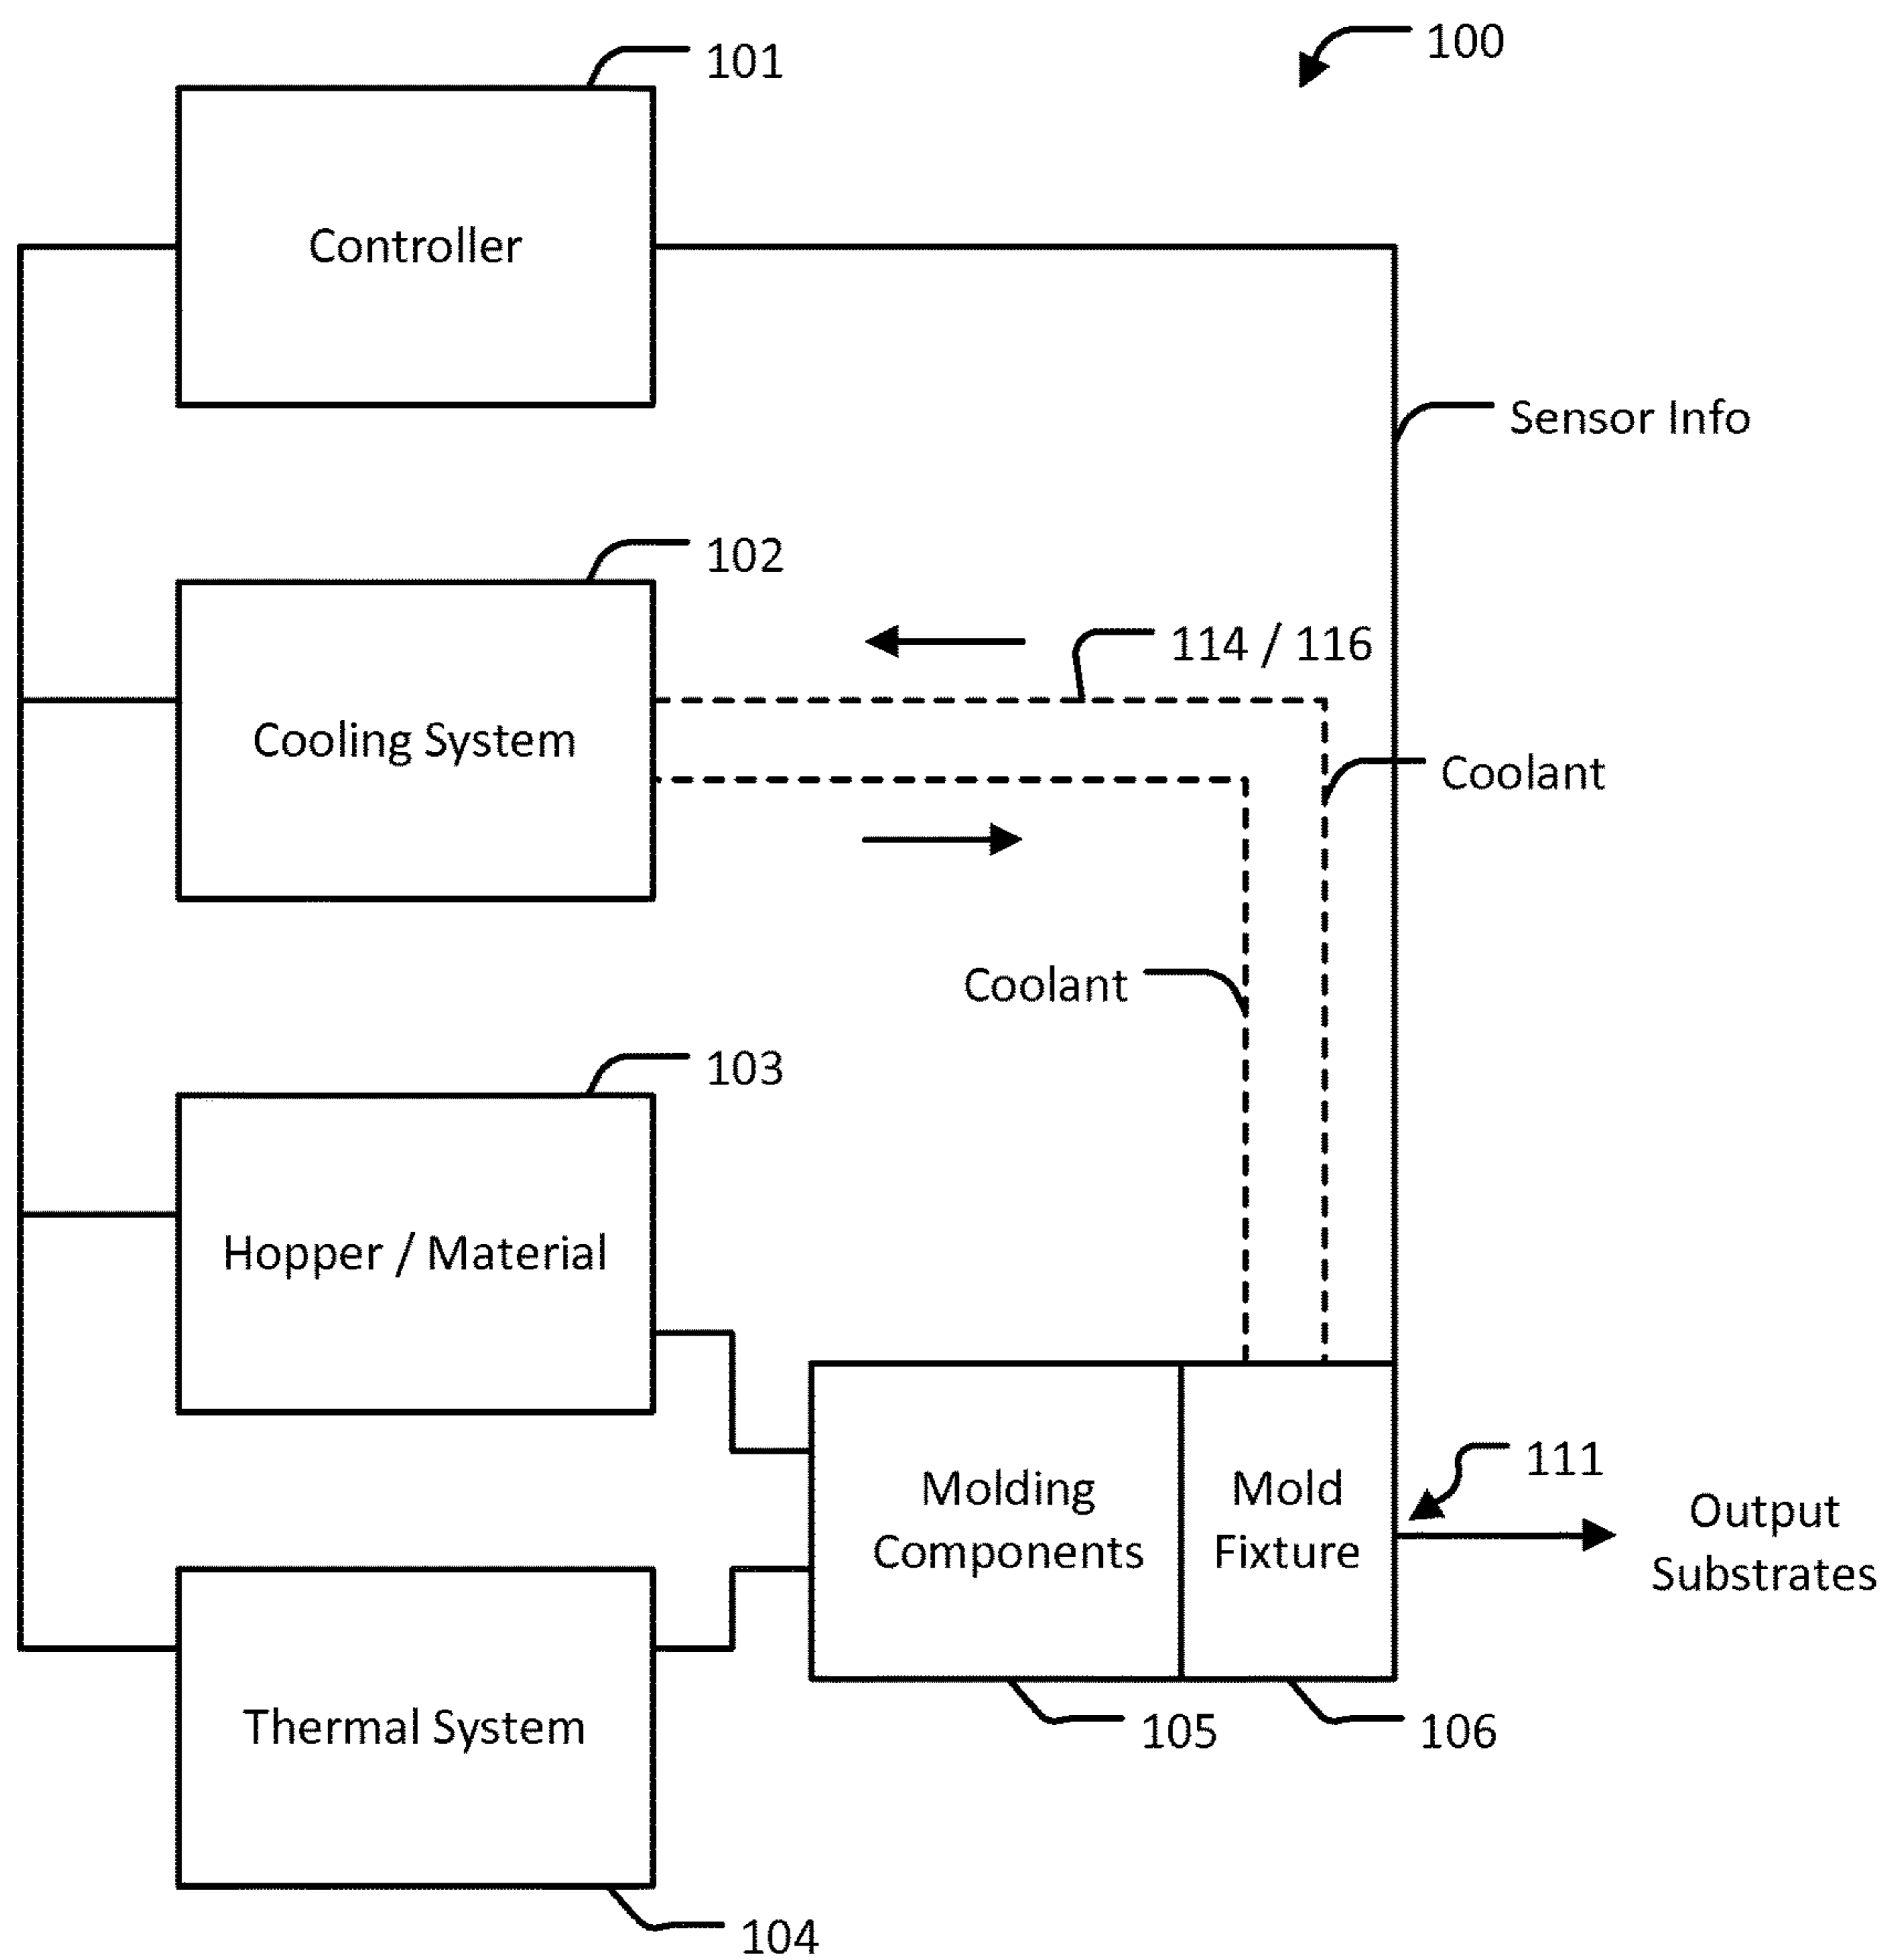 100
101
Controller
Sensor Info
102
114 / 116
Cooling System
Coolant
Coolant
103
Hopper / Material
111
Molding
Components
Mold
Fixture
Output
Substrates
Thermal System
105
106
104